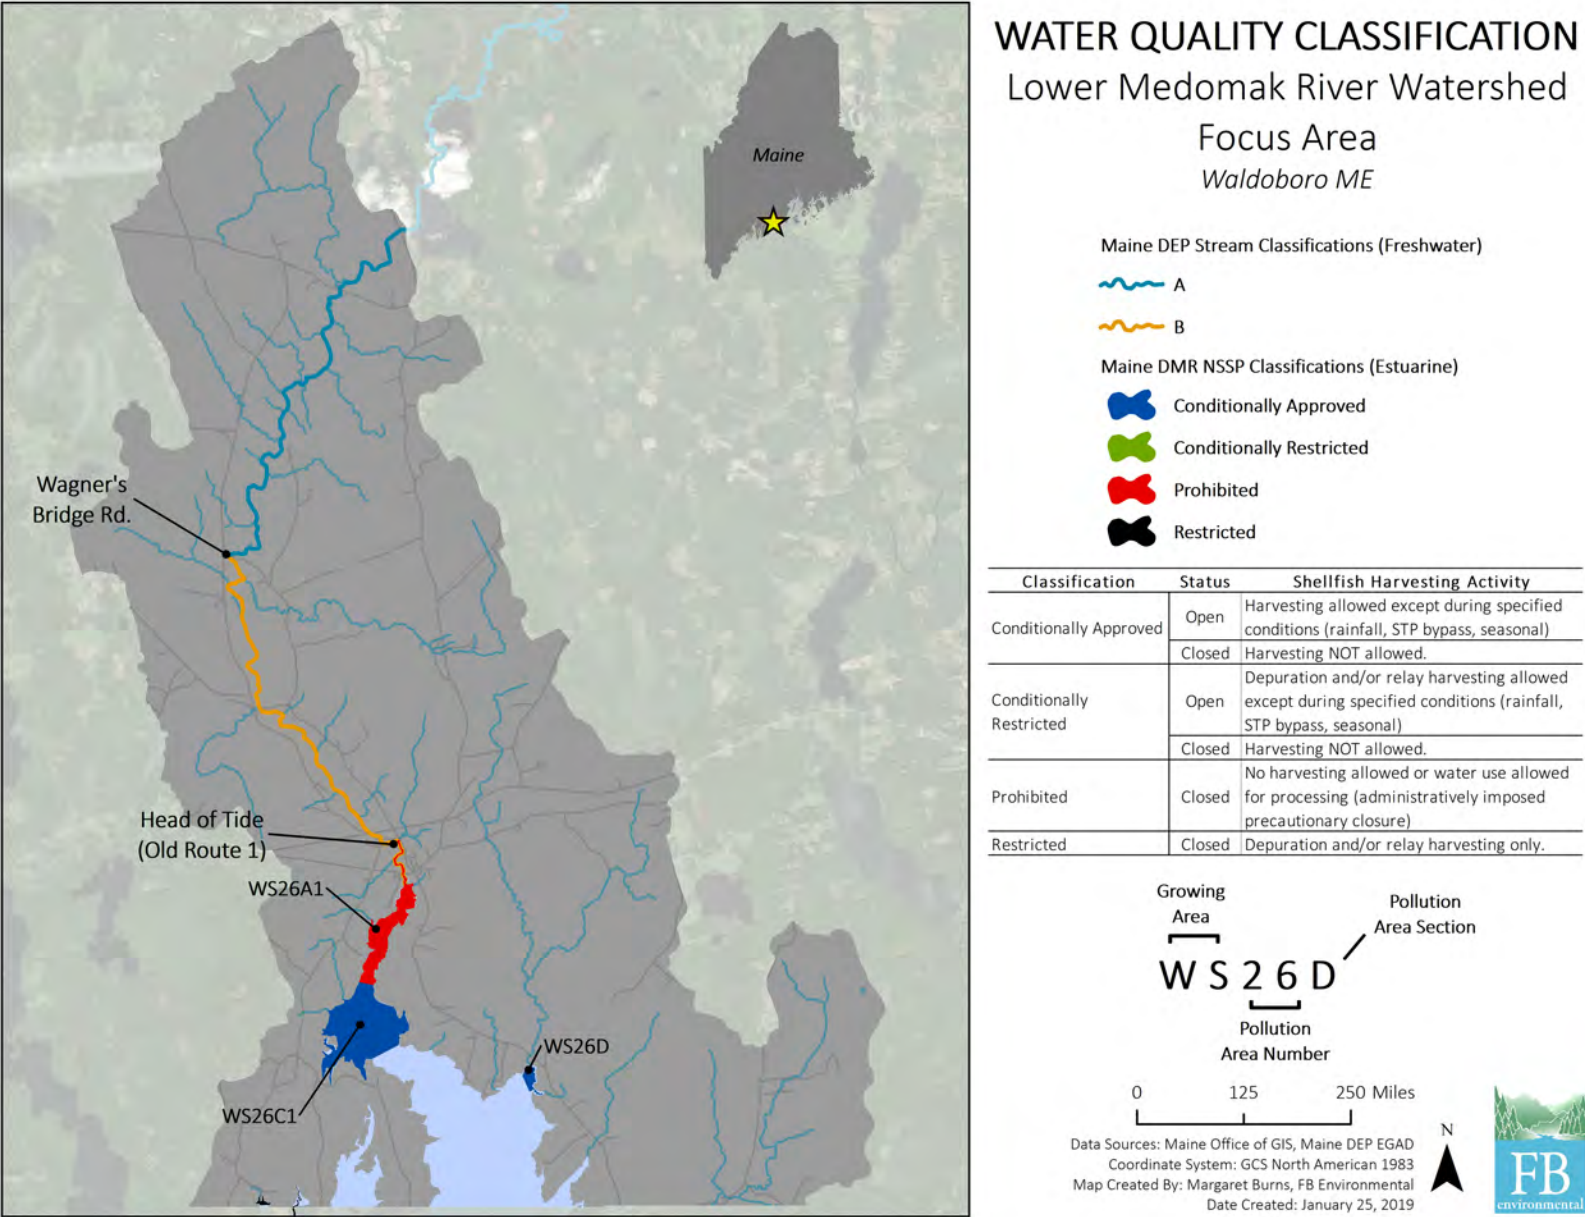 WATER QUALITY CLASSIFICATION
Lower Medomak River Watershed
Focus Area
Waldoboro ME
Maine
Maine DEP Stream Classifications (Freshwater)
A
B
Maine DMR NSSP Classifications (Estuarine)
Conditionally Approved
Conditionally Restricted
Prohibited
Restricted
Wagner's
Bridge Rd.
Head of Tide
(Old Route 1)
WS26A1
WS26C1
WS26D
Classification Status Shellfish Harvesting Activity
Conditionally Approved Open Harvesting allowed except during specified
conditions (rainfall, STP bypass, seasonal)
Closed Harvesting NOT allowed.
Conditionally
Restricted
Open Depuration and/or relay harvesting allowed
except during specified conditions (rainfall,
STP bypass, seasonal)
Closed Harvesting NOT allowed.
Prohibited Closed No harvesting allowed or water use allowed
for processing (administratively imposed
precautionary closure)
Restricted Closed Depuration and/or relay harvesting only.
Growing
Area
Pollution
Area Section
WS26D
Pollution
Area Number
0 125 250 Miles
Data Sources: Maine Office of GIS, Maine DEP EGAD
Coordinate System: GCS North American 1983
Map Created By: Margaret Burns, FB Environmental
Date Created: January 25, 2019
N
FB
environmental